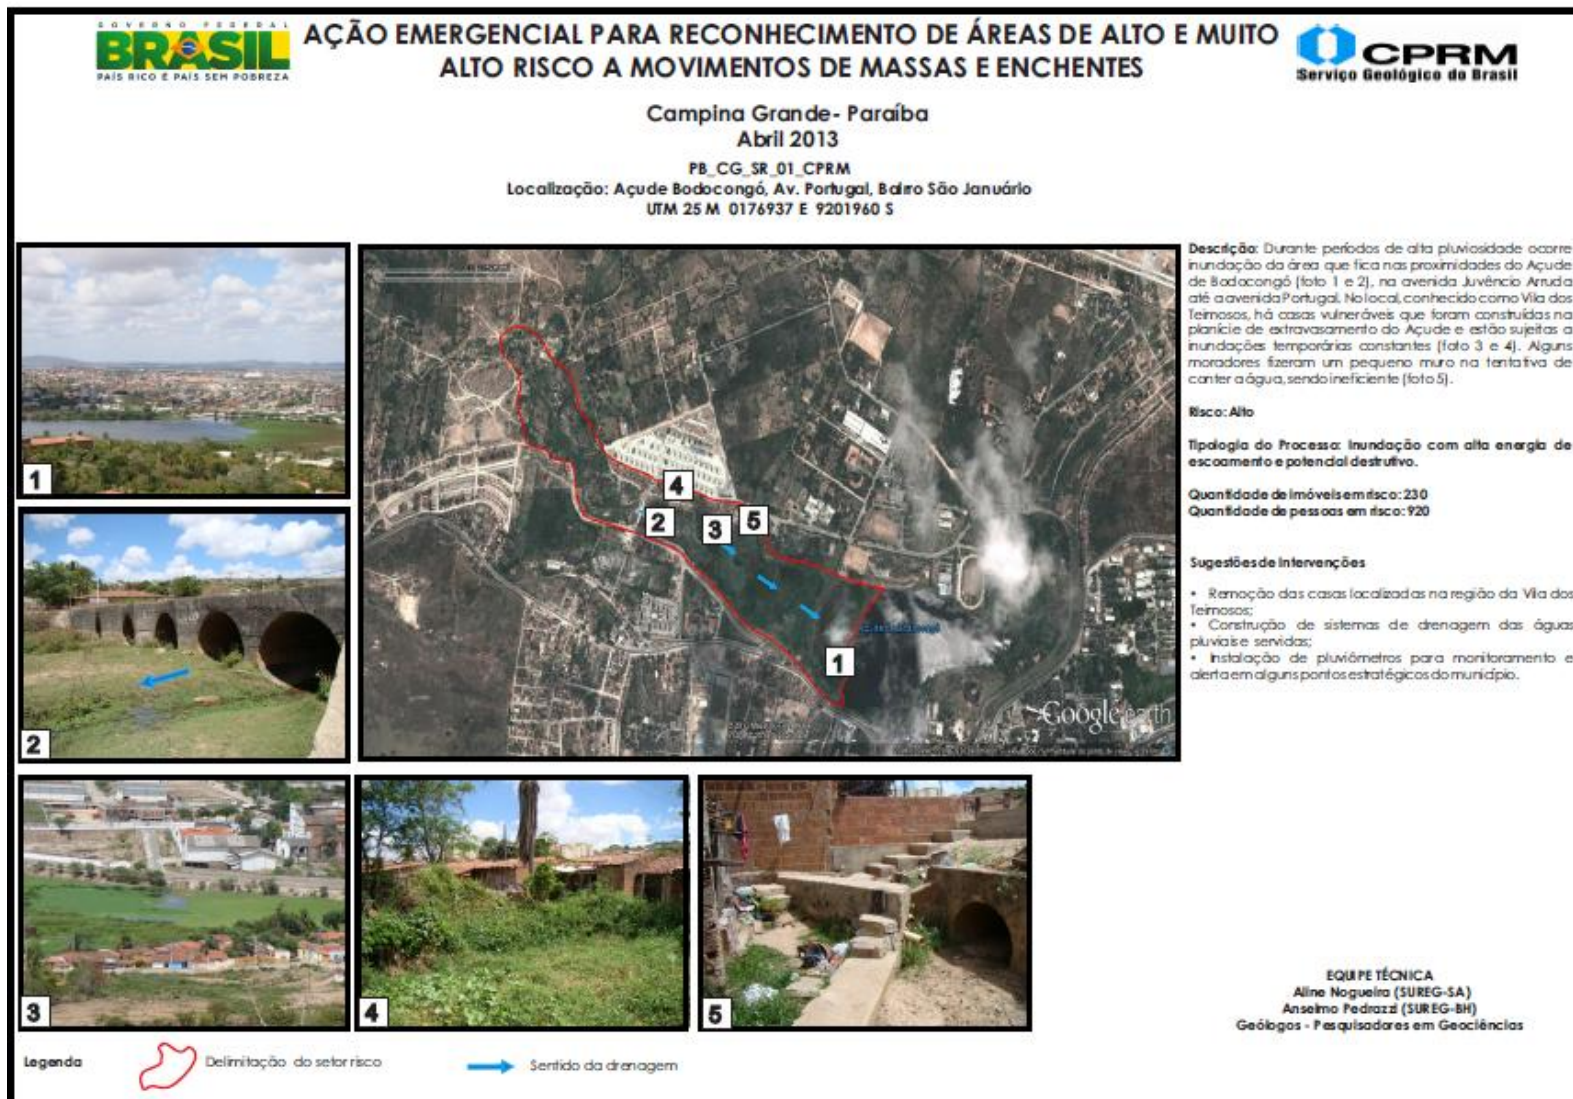 GOVERNO FEDERAL
BRASIL
PAÍS RICO É PAÍS SEM POBREZA
AÇÃO EMERGENCIAL PARA RECONHECIMENTO DE ÁREAS DE ALTO E MUITO
ALTO RISCO A MOVIMENTOS DE MASSAS E ENCHENTES
CPRM
Serviço Geológico do Brasil
Campina Grande- Paraíba
Abril 2013
PB_CG_SR_01_CPRM
Localização: Açude Bodocongó, Av. Portugal, Bairro São Januário
UTM 25 M 0176937 E 9201960 S
Descrição: Durante períodos de alta pluviosidade ocorre
inundação da área que fica nas proximidades do Açude
de Bodocongó (foto 1 e 2), na avenida Juvêncio Arruda
até a avenida Portugal. No local, conhecido como Vila dos
Teimosos, há casas vulneráveis que foram construídas na
planície de extravasamento do Açude e estão sujeitas a
inundações temporárias constantes (foto 3 e 4). Alguns
moradores fizeram um pequeno muro na tentativa de
conter a água, sendo ineficiente (foto 5).
Risco: Alto
Tipologia do Processo: Inundação com alta energia de
escoamento e potencial destrutivo.
Quantidade de imóveis em risco: 230
Quantidade de pessoas em risco: 920
Sugestões de Intervenções
• Remoção das casas localizadas na região da Vila dos
Teimosos;
• Construção de sistemas de drenagem das águas
pluviais e servidas;
• Instalação de pluviômetros para monitoramento e
alerta em alguns pontos estratégicos do município.
1
2
4
2
3
5
1
Google earth
3
4
5
EQUIPE TÉCNICA
Aline Nogueira (SUREG-SA)
Anselmo Pedrazzi (SUREG-BH)
Geólogos - Pesquisadores em Geociências
Legenda
Delimitação do setor risco
Sentido da drenagem